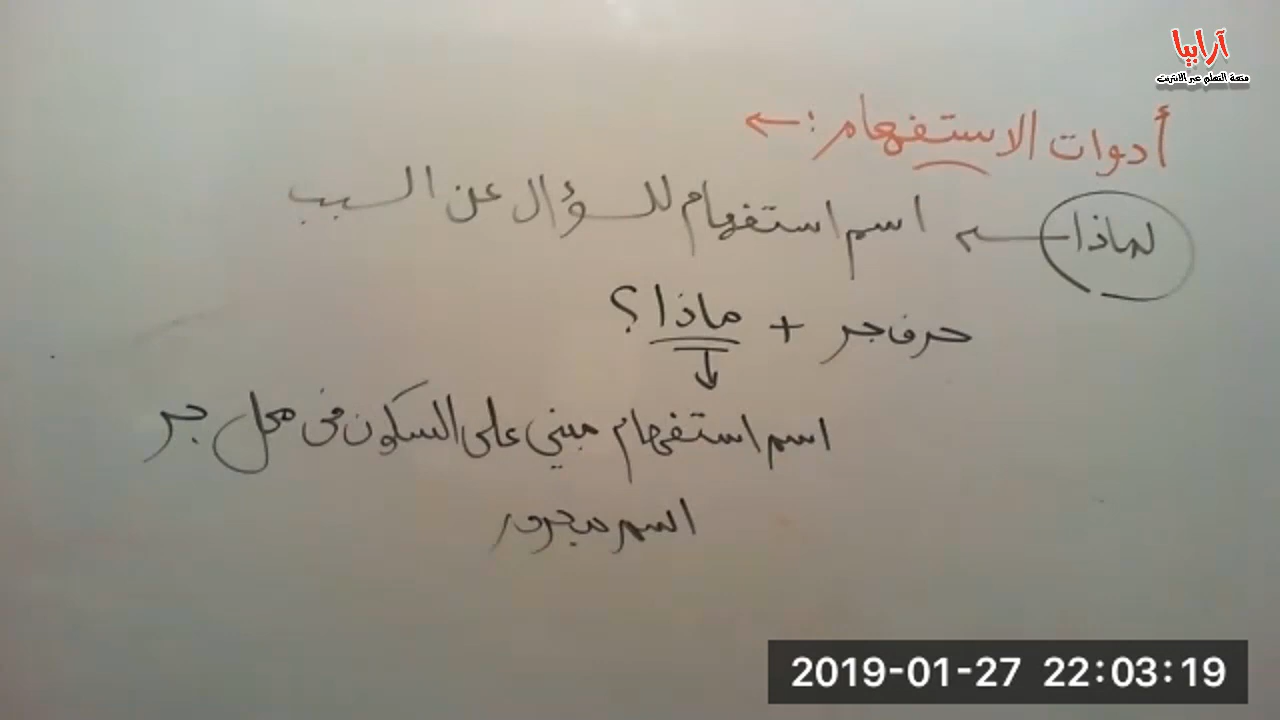 آرابيا
منصة التعلم عبر الانترنت
أدوات الاستفهام :←
لماذا ← اسم استفهام للسؤال عن السبب
حرف جر + ماذا ؟
↓
اسم استفهام مبني على السكون فى محل جر
اسم مجرور
2019-01-27 22:03:19